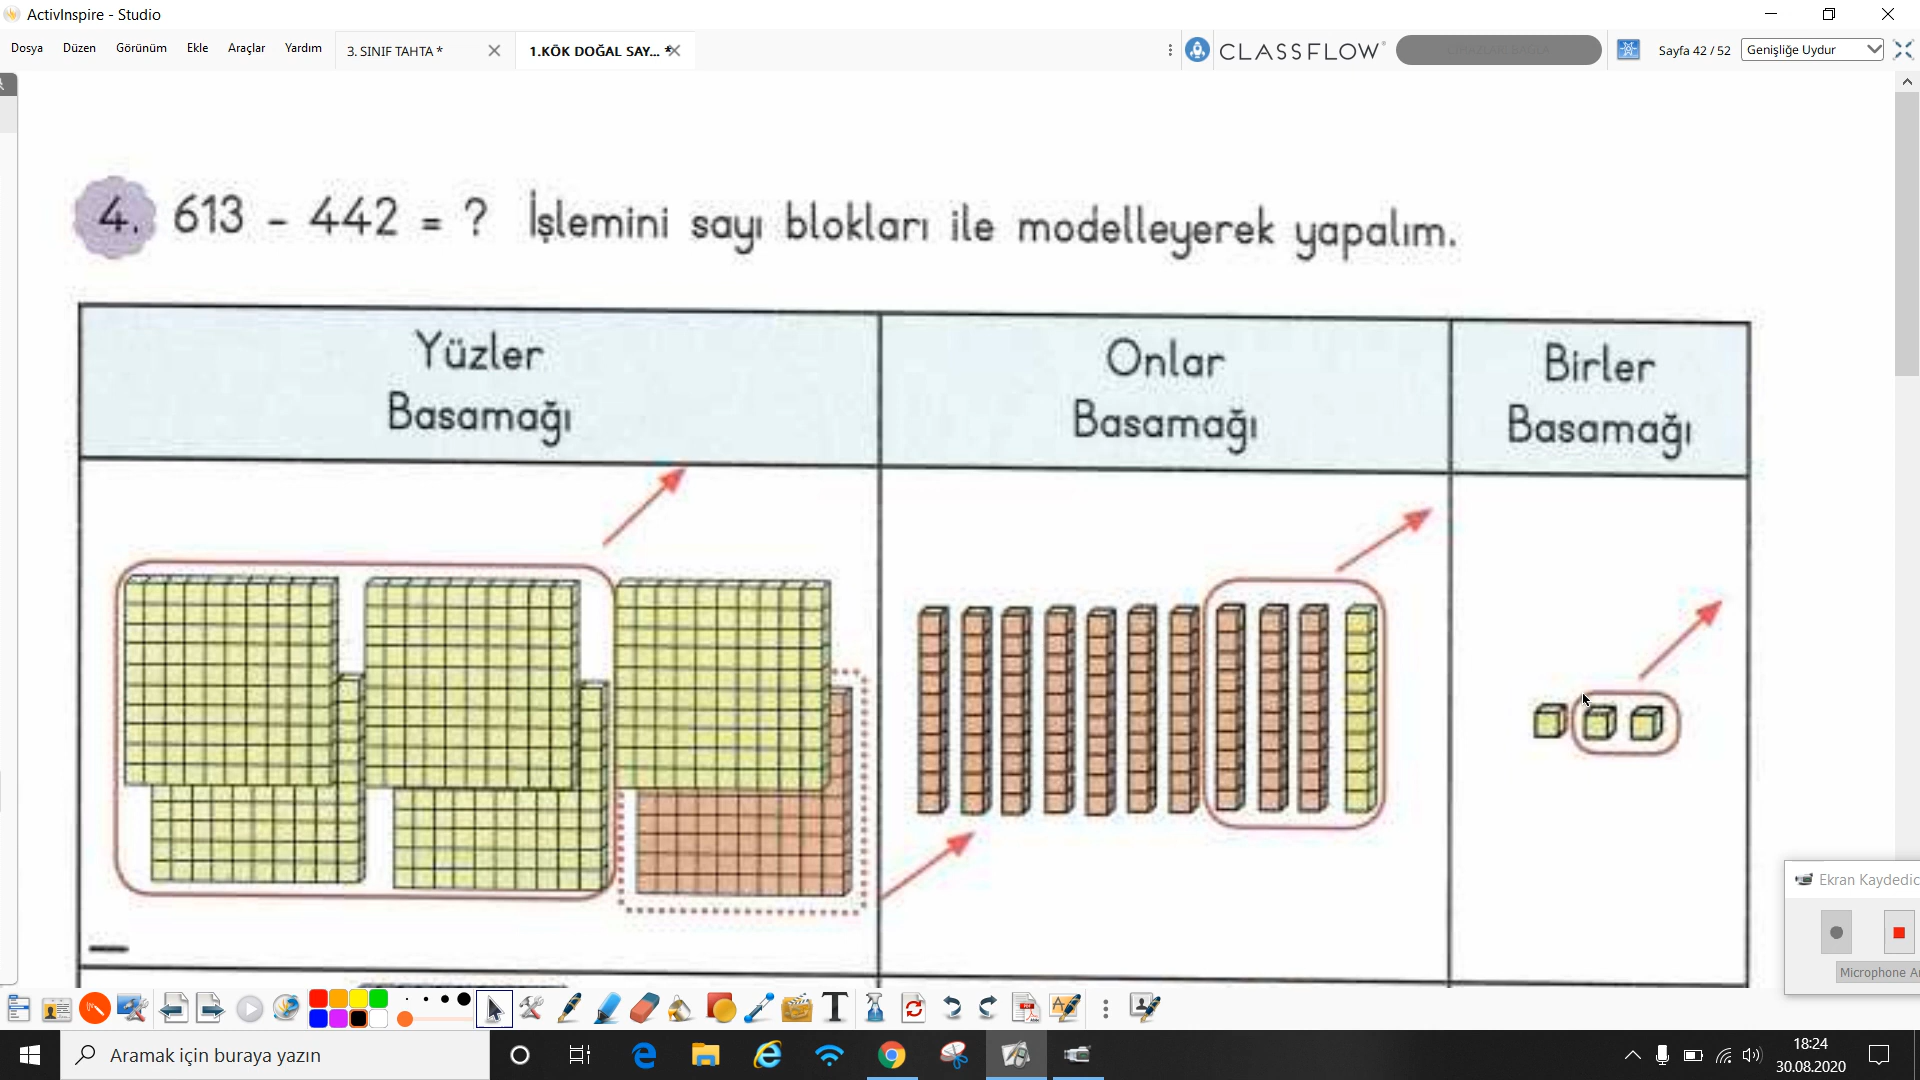 ActivInspire - Studio
Dosya Düzen Görünüm Ekle Araçlar Yardım 3. SINIF TAHTA * 1.KÖK DOĞAL SAY... * CLASSFLOW Sayfa 42 / 52 Genişliğe Uydur
4. 613 - 442 = ? İşlemini sayı blokları ile modelleyerek yapalım.
Yüzler
Basamağı
Onlar
Basamağı
Birler
Basamağı
Ekran Kaydedic
Microphone A
T
Aramak için buraya yazın
18:24
30.08.2020